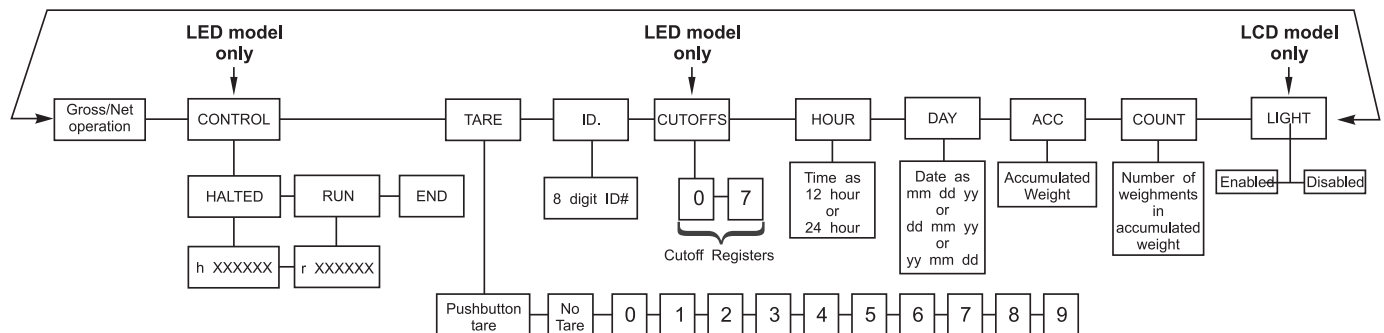 LED model
only
LED model
only
LCD model
only
Gross/Net
operation
CONTROL
TARE
ID.
CUTOFFS
HOUR
DAY
ACC
COUNT
LIGHT
HALTED
RUN
END
h XXXXXX
r XXXXXX
8 digit ID#
0
7
Cutoff Registers
Time as
12 hour
or
24 hour
Date as
mm dd yy
or
dd mm yy
or
yy mm dd
Accumulated
Weight
Number of
weighments
in
accumulated
weight
Enabled
Disabled
Pushbutton
tare
No
Tare
0
1
2
3
4
5
6
7
8
9